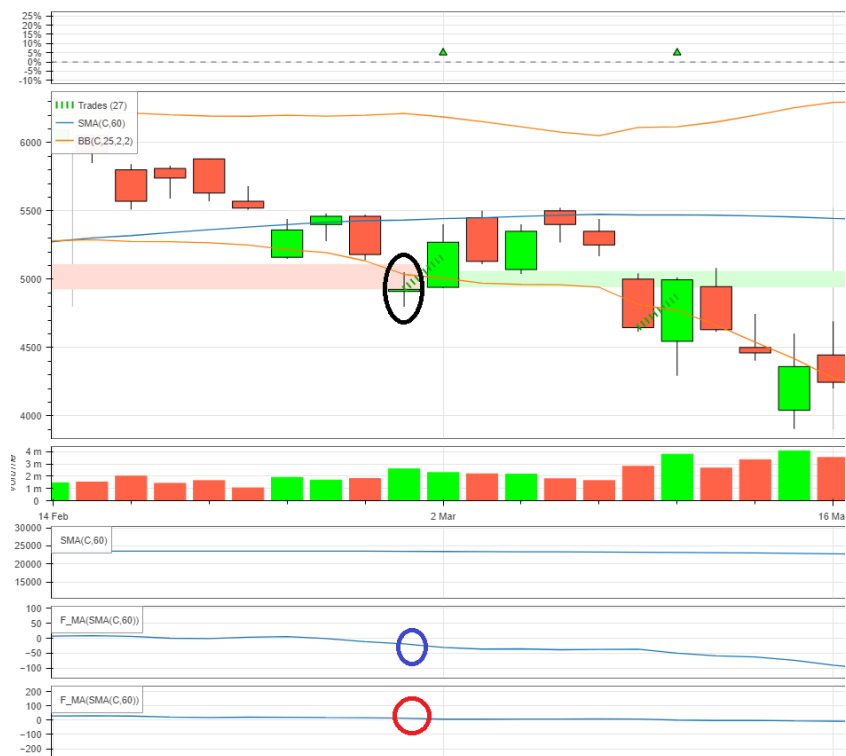 25%
20%
15%
10%
5%
0%
-5%
-10%
Trades (27)
SMA(C,60)
BB(C,25,2,2)
6000
5500
5000
4500
4000
4 m
3 m
2 m
1 m
0
Volume
14 Feb
2 Mar
16 Ma
30000
25000
20000
15000
SMA(C,60)
100
50
0
-50
-100
F_MA(SMA(C,60))
200
100
0
-100
-200
F_MA(SMA(C,60))